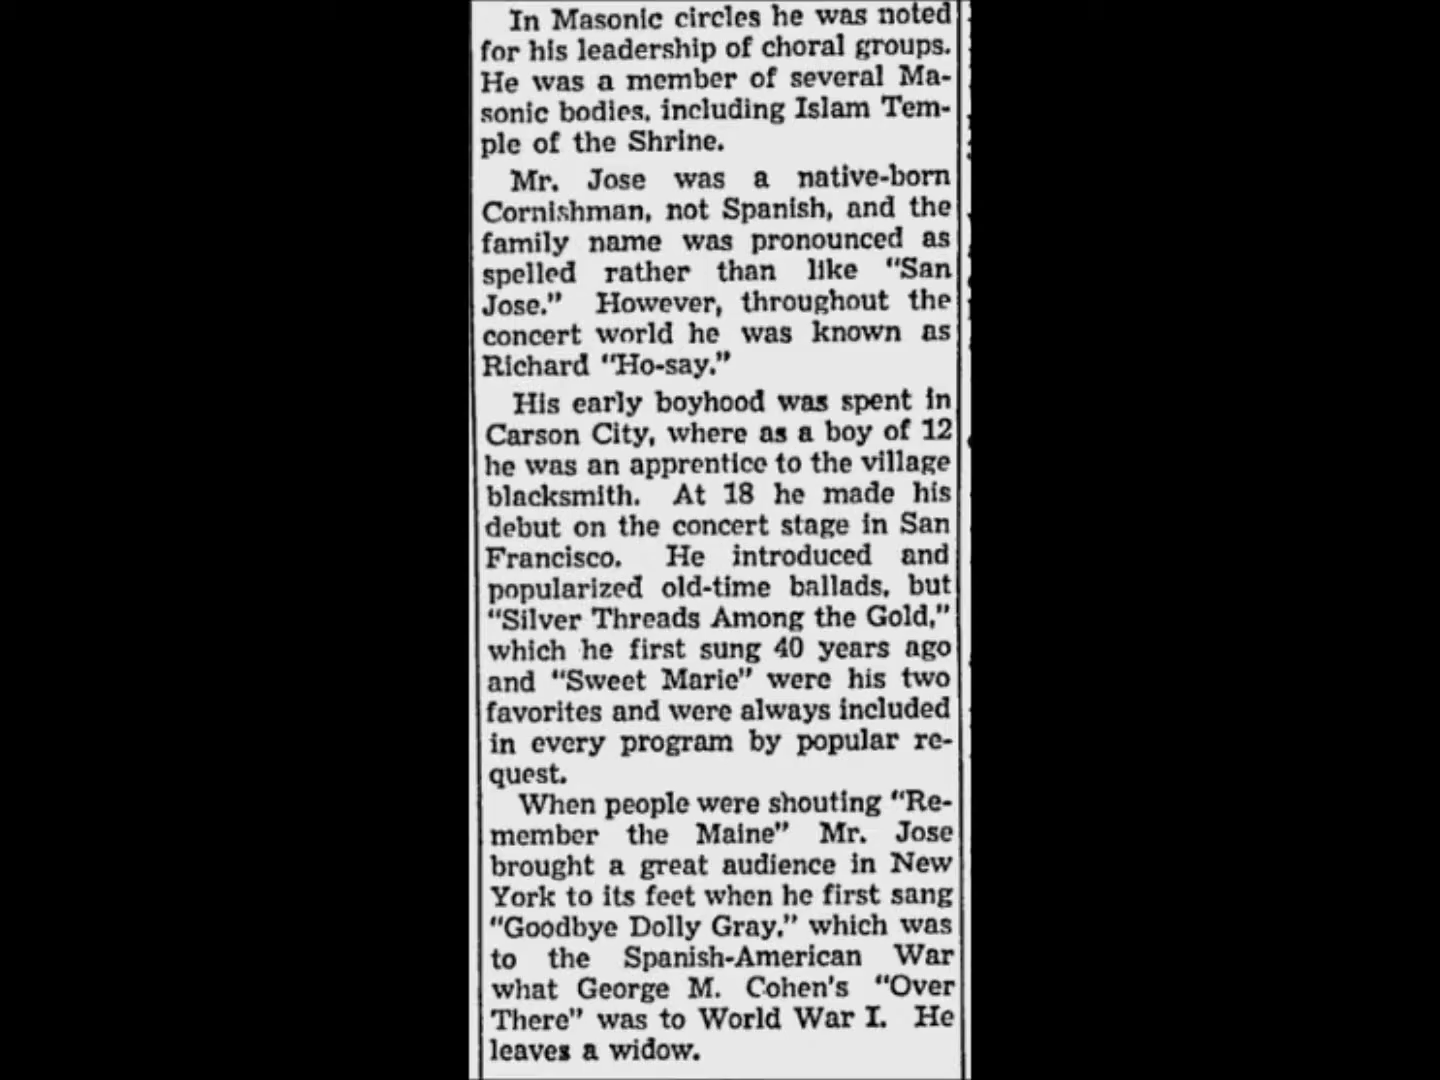 In Masonic circles he was noted
for his leadership of choral groups.
He was a member of several Ma-
sonic bodies, including Islam Tem-
ple of the Shrine.
Mr. Jose was a native-born
Cornishman, not Spanish, and the
family name was pronounced as
spelled rather than like "San
Jose." However, throughout the
concert world he was known as
Richard "Ho-say."
His early boyhood was spent in
Carson City, where as a boy of 12
he was an apprentice to the village
blacksmith. At 18 he made his
debut on the concert stage in San
Francisco. He introduced and
popularized old-time ballads, but
"Silver Threads Among the Gold,"
which he first sung 40 years ago
and "Sweet Marie" were his two
favorites and were always included
in every program by popular re-
quest.
When people were shouting "Re-
member the Maine" Mr. Jose
brought a great audience in New
York to its feet when he first sang
"Goodbye Dolly Gray," which was
to the Spanish-American War
what George M. Cohen's "Over
There" was to World War I. He
leaves a widow.